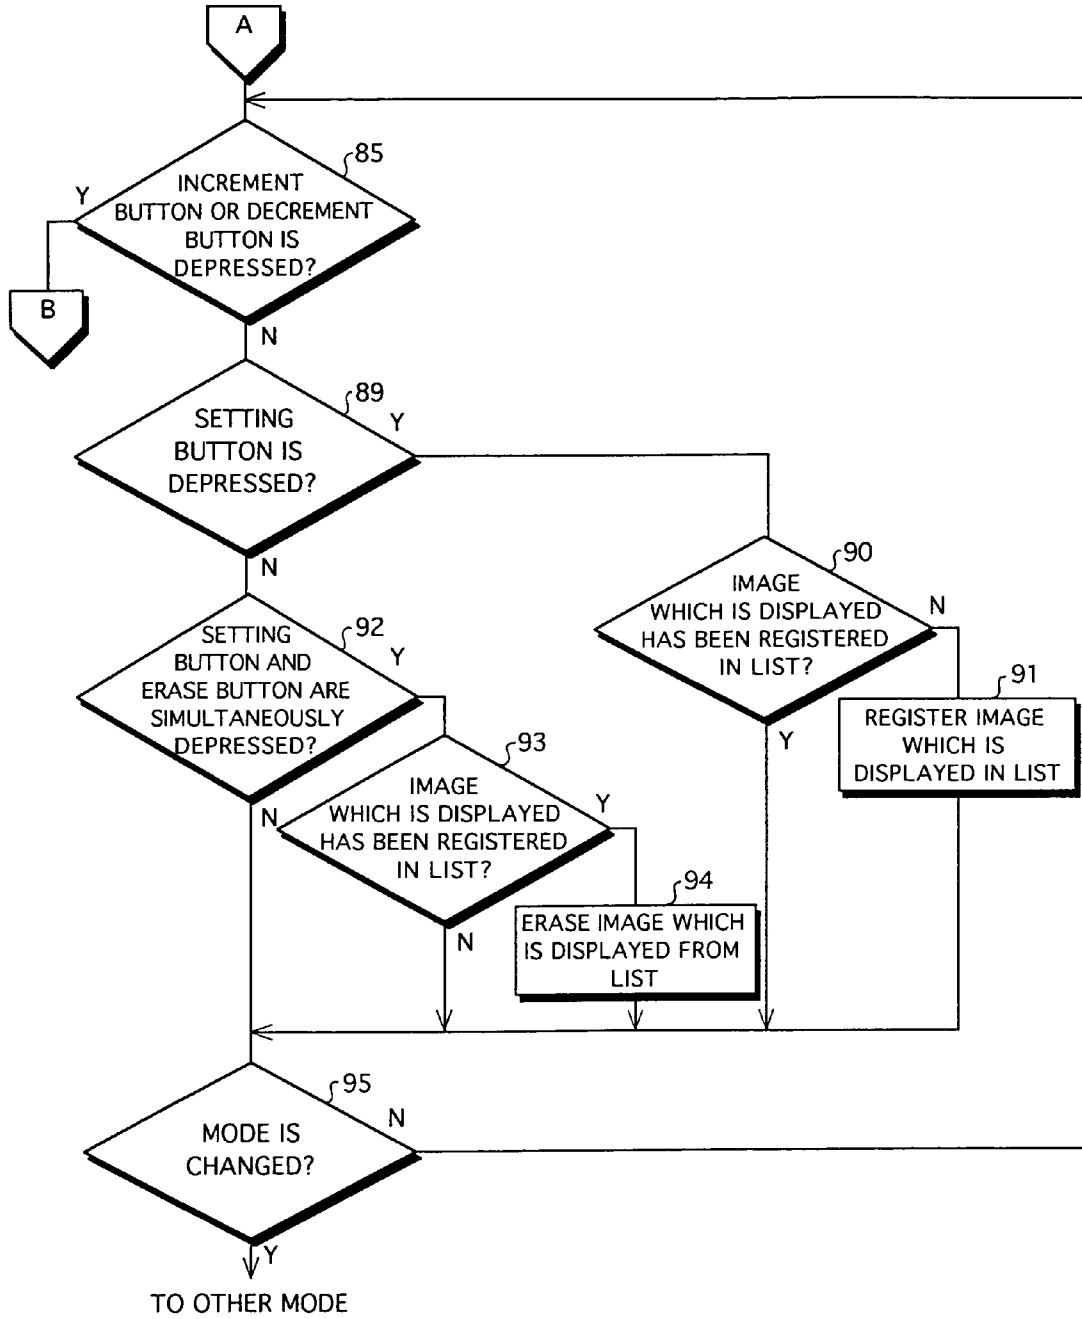 A
85
Y
INCREMENT
BUTTON OR DECREMENT
BUTTON IS
DEPRESSED?
B
N
89
Y
SETTING
BUTTON IS
DEPRESSED?
N
90
IMAGE
WHICH IS DISPLAYED
HAS BEEN REGISTERED
IN LIST?
N
Y
91
REGISTER IMAGE
WHICH IS
DISPLAYED IN LIST
92
Y
SETTING
BUTTON AND
ERASE BUTTON ARE
SIMULTANEOUSLY
DEPRESSED?
N
93
IMAGE
WHICH IS DISPLAYED
HAS BEEN REGISTERED
IN LIST?
Y
N
94
ERASE IMAGE WHICH
IS DISPLAYED FROM
LIST
95
N
MODE IS
CHANGED?
Y
TO OTHER MODE